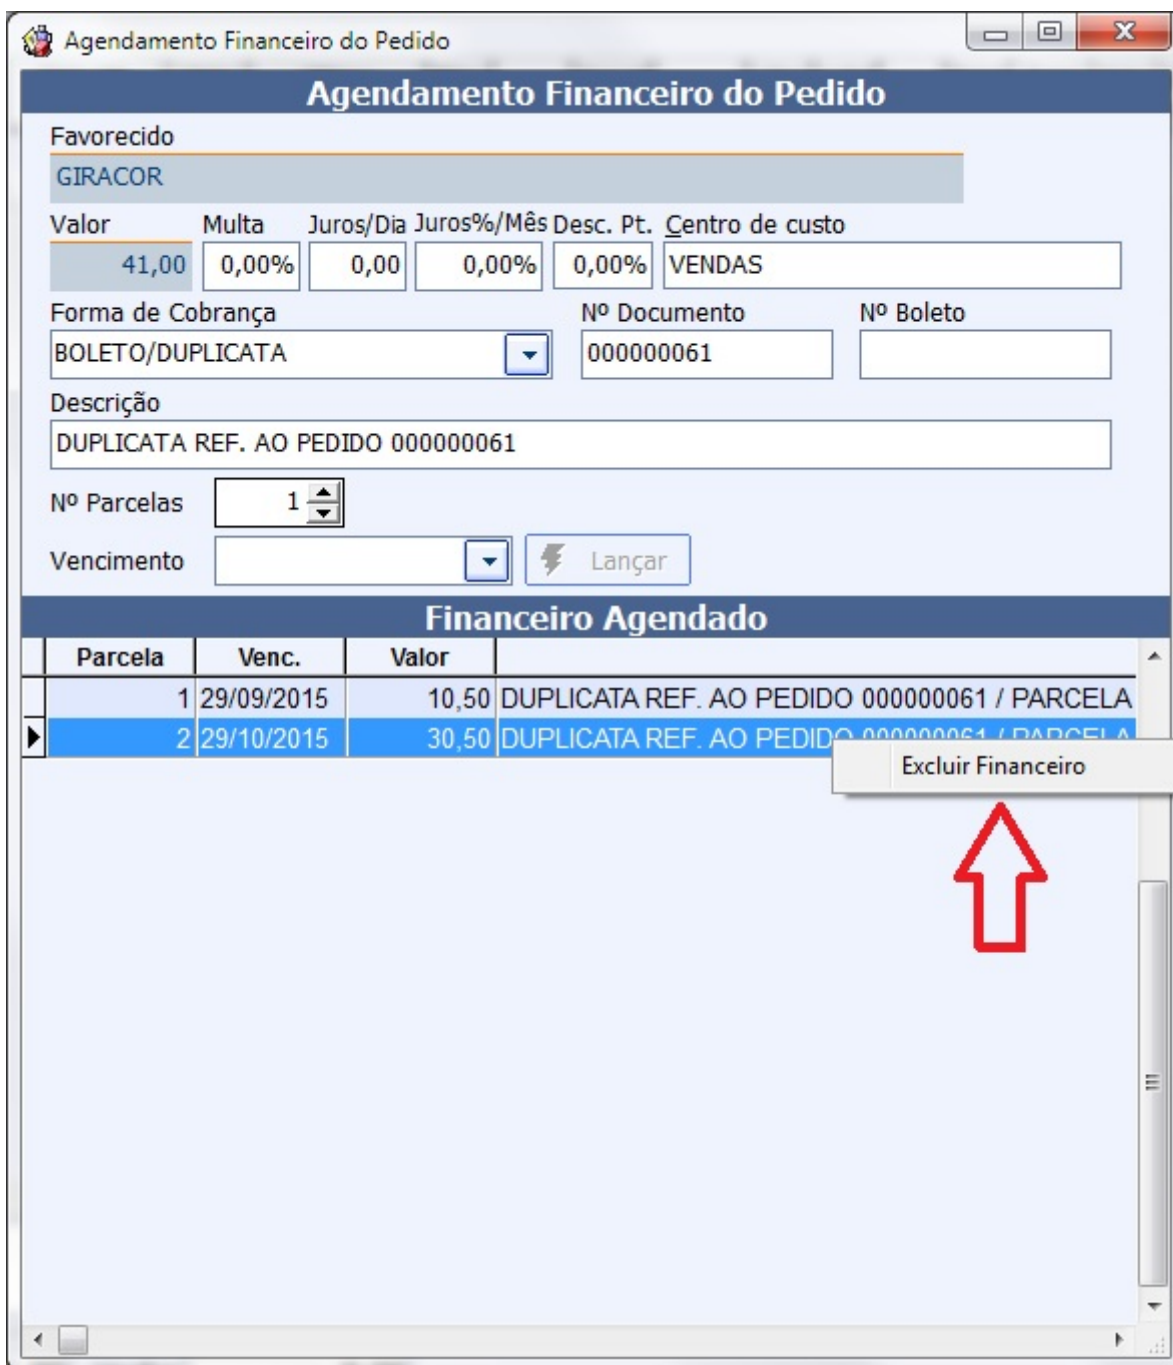 Agendamento Financeiro do Pedido
Agendamento Financeiro do Pedido
Favorecido
GIRACOR
Valor Multa Juros/Dia Juros%/Mês Desc. Pt. Centro de custo
41,00 0,00% 0,00 0,00% 0,00% VENDAS
Forma de Cobrança Nº Documento Nº Boleto
BOLETO/DUPLICATA 000000061
Descrição
DUPLICATA REF. AO PEDIDO 000000061
Nº Parcelas 1
Vencimento Lançar
Financeiro Agendado
Parcela Venc. Valor
1 29/09/2015 10,50 DUPLICATA REF. AO PEDIDO 000000061 / PARCELA
2 29/10/2015 30,50 DUPLICATA REF. AO PEDIDO 000000061 / PARCELA
Excluir Financeiro